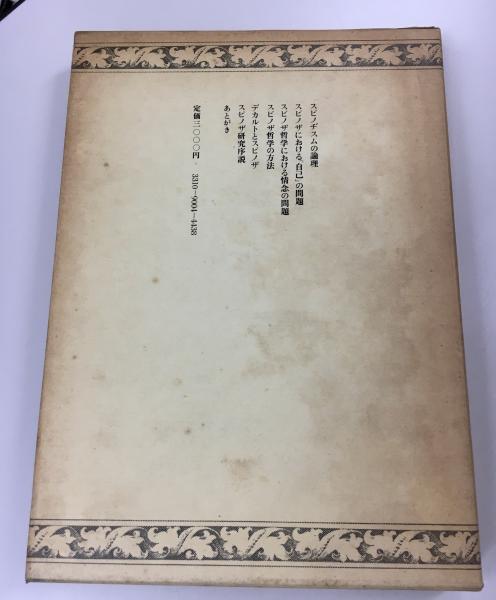 スピノヂスムの論理
スピノザにおける「自己」の問題
スピノザ哲学における情念の問題
スピノザ哲学の方法
デカルトとスピノザ
スピノザ研究序説
あとがき
定価三〇〇〇円 3310―9004―4438